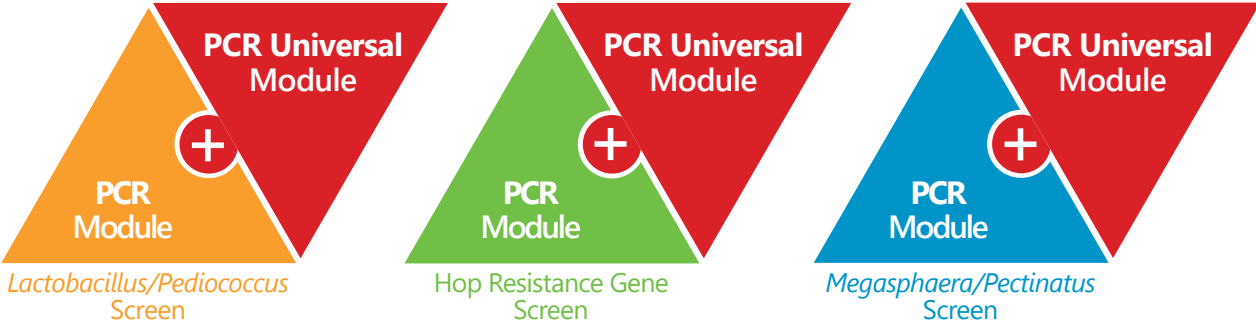 PCR Universal
Module
+
PCR
Module
Lactobacillus/Pediococcus
Screen
PCR Universal
Module
+
PCR
Module
Hop Resistance Gene
Screen
PCR Universal
Module
+
PCR
Module
Megasphaera/Pectinatus
Screen